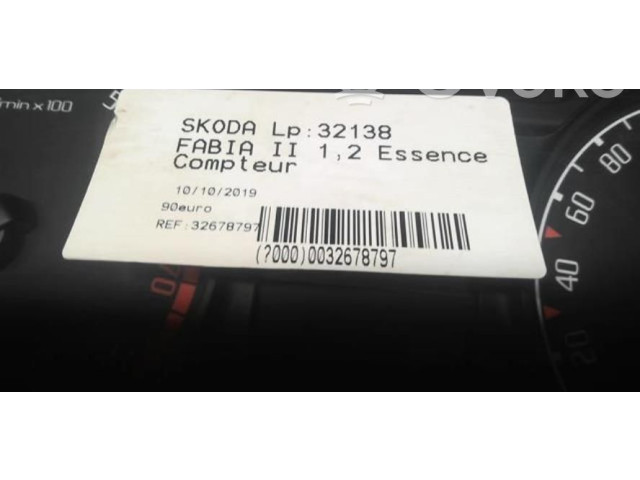 min x 100
SKODA Lp:32138
FABIA II 1,2 Essence
Compteur
10/10/2019
90euro
REF:32678797
(?000)0032678797
80
60
40
20